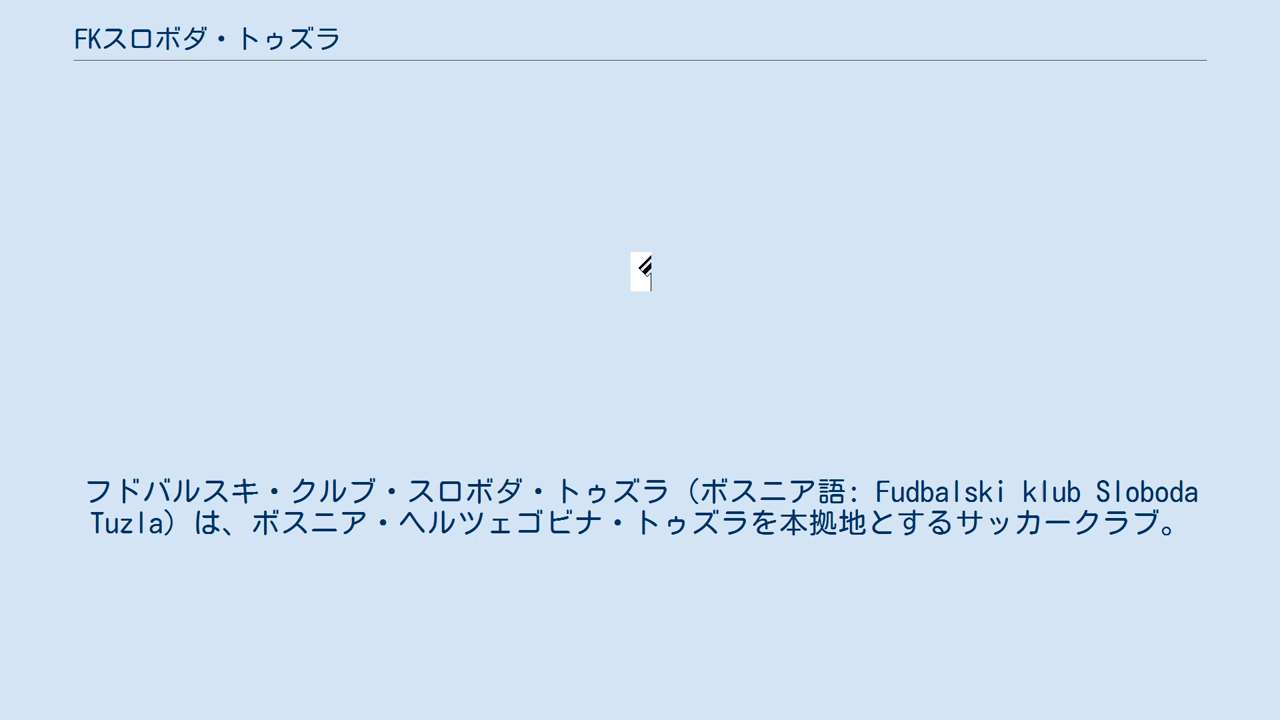 FKスロボダ・トゥズラ
フドバルスキ・クルブ・スロボダ・トゥズラ（ボスニア語: Fudbalski klub Sloboda
Tuzla）は、ボスニア・ヘルツェゴビナ・トゥズラを本拠地とするサッカークラブ。